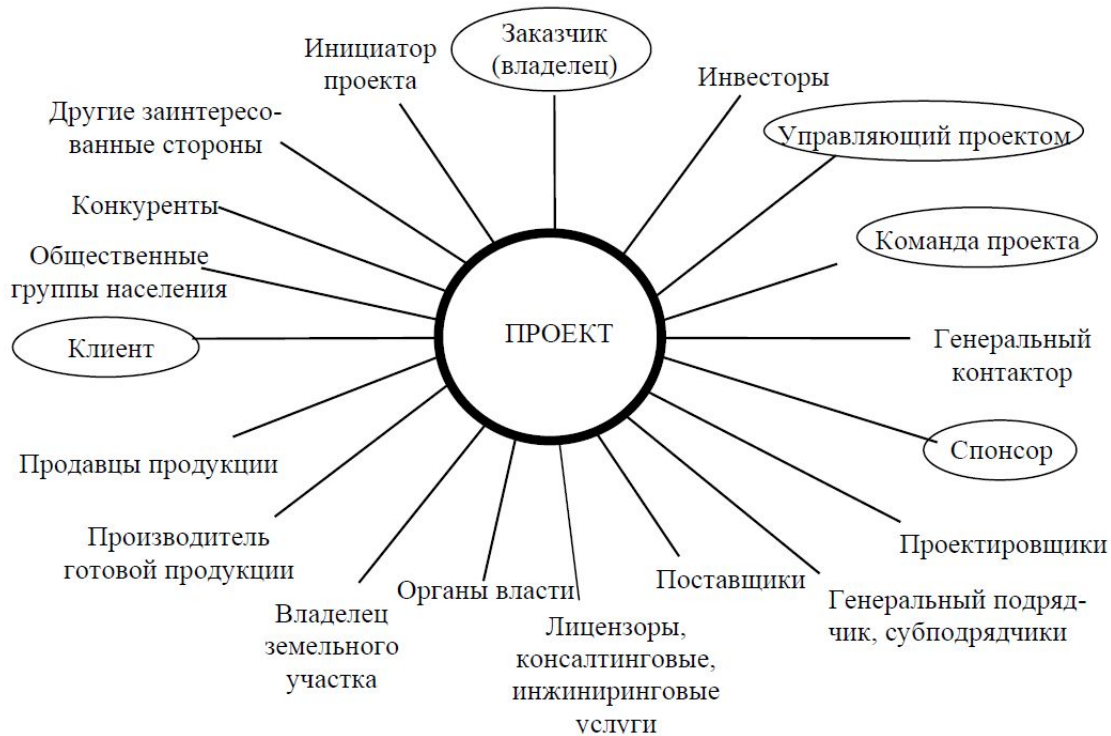 Заказчик
(владелец)
Инициатор
проекта
Инвесторы
Другие заинтересо-
ванные стороны
Управляющий проектом
Конкуренты
Команда проекта
Общественные
группы населения
ПРОЕКТ
Клиент
Генеральный
контактор
Продавцы продукции
Спонсор
Производитель
готовой продукции
Проектировщики
Владелец
земельного
участка
Органы власти
Лицензоры,
консалтинговые,
инжиниринговые
услуги
Поставщики
Генеральный подряд-
чик, субподрядчики